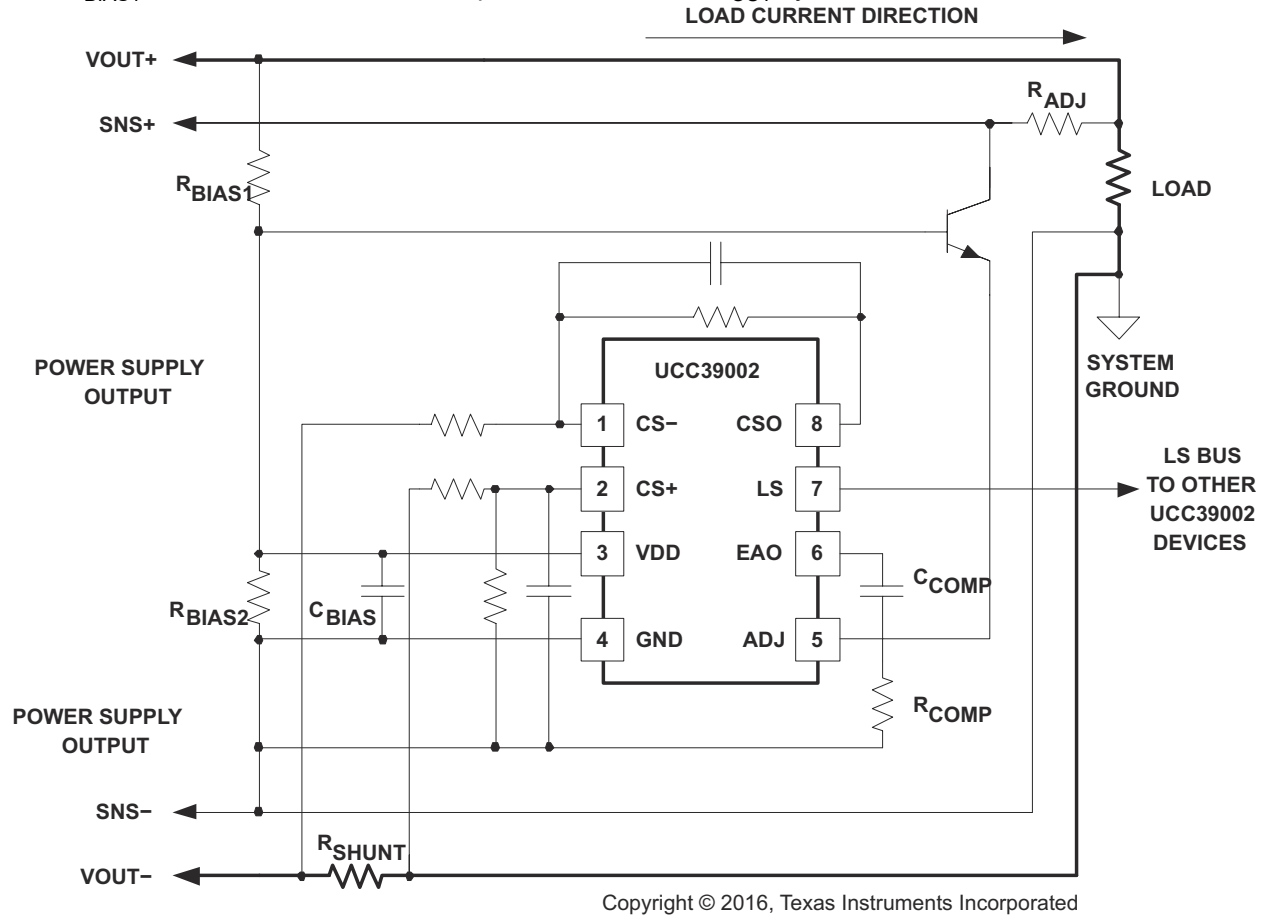 LOAD CURRENT DIRECTION
VOUT+
SNS+
RADJ
RBIAS1
LOAD
POWER SUPPLY
OUTPUT
UCC39002
SYSTEM
GROUND
1 CS−
CSO 8
2 CS+
LS 7
LS BUS
TO OTHER
UCC39002
DEVICES
3 VDD
EAO 6
CCOMP
RBIAS2
CBIAS
4 GND
ADJ 5
RCOMP
POWER SUPPLY
OUTPUT
SNS−
RSHUNT
VOUT−
Copyright © 2016, Texas Instruments Incorporated